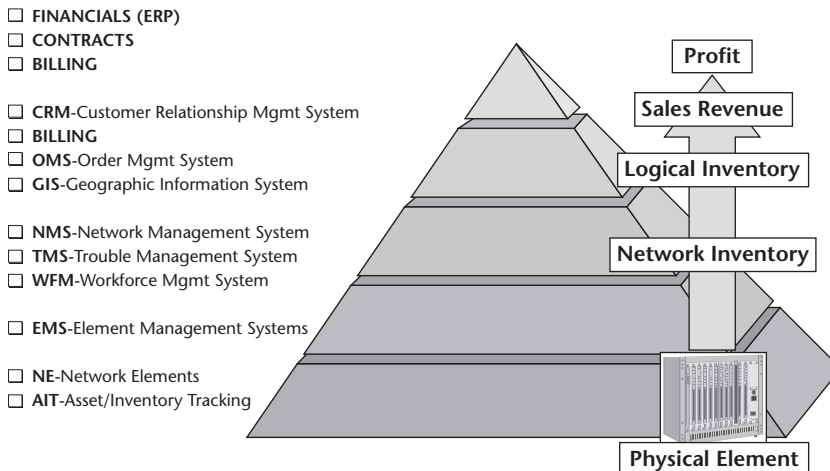 FINANCIALS (ERP)
CONTRACTS
BILLING
CRM-Customer Relationship Mgmt System
BILLING
OMS-Order Mgmt System
GIS-Geographic Information System
NMS-Network Management System
TMS-Trouble Management System
WFM-Workforce Mgmt System
EMS-Element Management Systems
NE-Network Elements
AIT-Asset/Inventory Tracking
Profit
Sales Revenue
Logical Inventory
Network Inventory
Physical Element